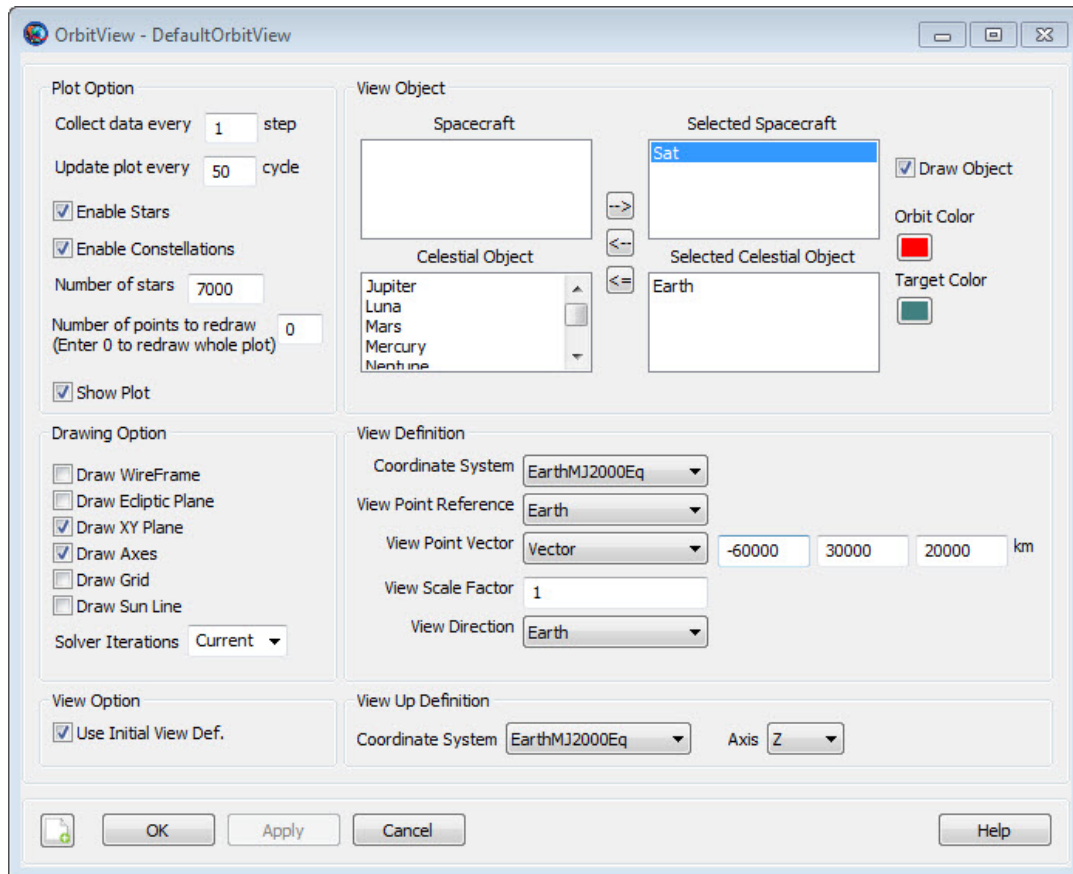 OrbitView - DefaultOrbitView
Plot Option
Collect data every 1 step
Update plot every 50 cycle
Enable Stars
Enable Constellations
Number of stars 7000
Number of points to redraw 0
(Enter 0 to redraw whole plot)
Show Plot
View Object
Spacecraft
Selected Spacecraft
Sat
Draw Object
-->
<--
<=
Orbit Color
Celestial Object
Jupiter
Luna
Mars
Mercury
Neptune
Selected Celestial Object
Earth
Target Color
Drawing Option
Draw WireFrame
Draw Ecliptic Plane
Draw XY Plane
Draw Axes
Draw Grid
Draw Sun Line
Solver Iterations Current
View Definition
Coordinate System EarthMJ2000Eq
View Point Reference Earth
View Point Vector Vector -60000 30000 20000 km
View Scale Factor 1
View Direction Earth
View Option
Use Initial View Def.
View Up Definition
Coordinate System EarthMJ2000Eq Axis Z
OK Apply Cancel Help